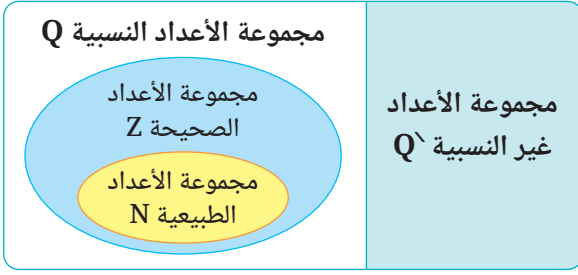 مجموعة الأعداد النسبية Q
مجموعة الأعداد
الصحيحة Z
مجموعة الأعداد
الطبيعية N
مجموعة الأعداد
غير النسبية Q`